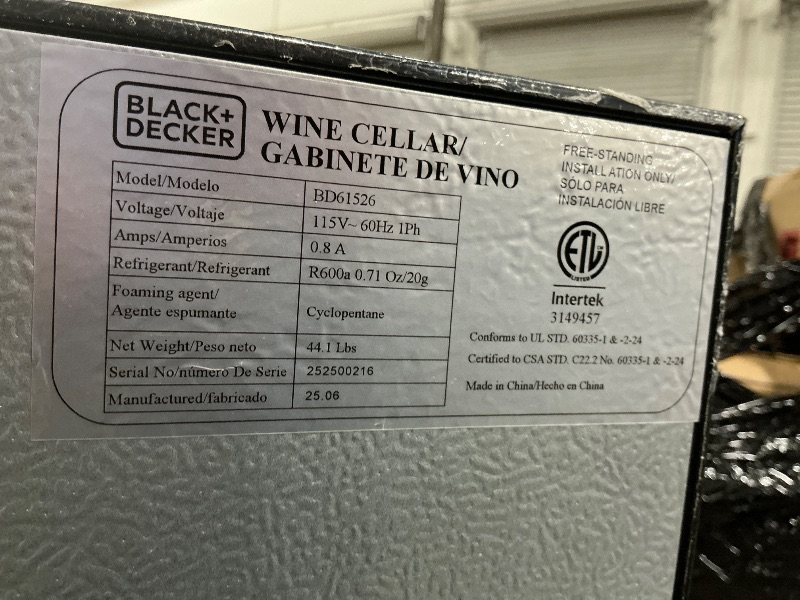 BLACK+
DECKER
WINE CELLAR/
GABINETE DE VINO
FREE-STANDING
INSTALLATION ONLY/
SÓLO PARA
INSTALACIÓN LIBRE
Model/Modelo BD61526
Voltage/Voltaje 115V~ 60Hz 1Ph
Amps/Amperios 0.8 A
Refrigerant/Refrigerant R600a 0.71 Oz/20g
Foaming agent/
Agente espumante Cyclopentane
Net Weight/Peso neto 44.1 Lbs
Serial No/número De Serie 252500216
Manufactured/fabricado 25.06
ETL
LISTED
Intertek
3149457
Conforms to UL STD. 60335-1 & -2-24
Certified to CSA STD. C22.2 No. 60335-1 & -2-24
Made in China/Hecho en China